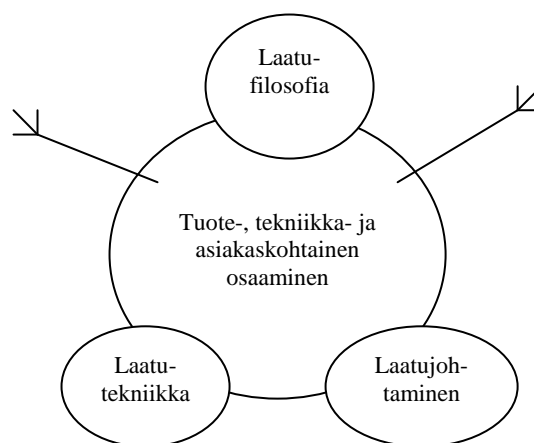 Laatu-
filosofia
Tuote-, tekniikka- ja
asiakaskohtainen
osaaminen
Laatu-
tekniikka
Laatujoh-
taminen